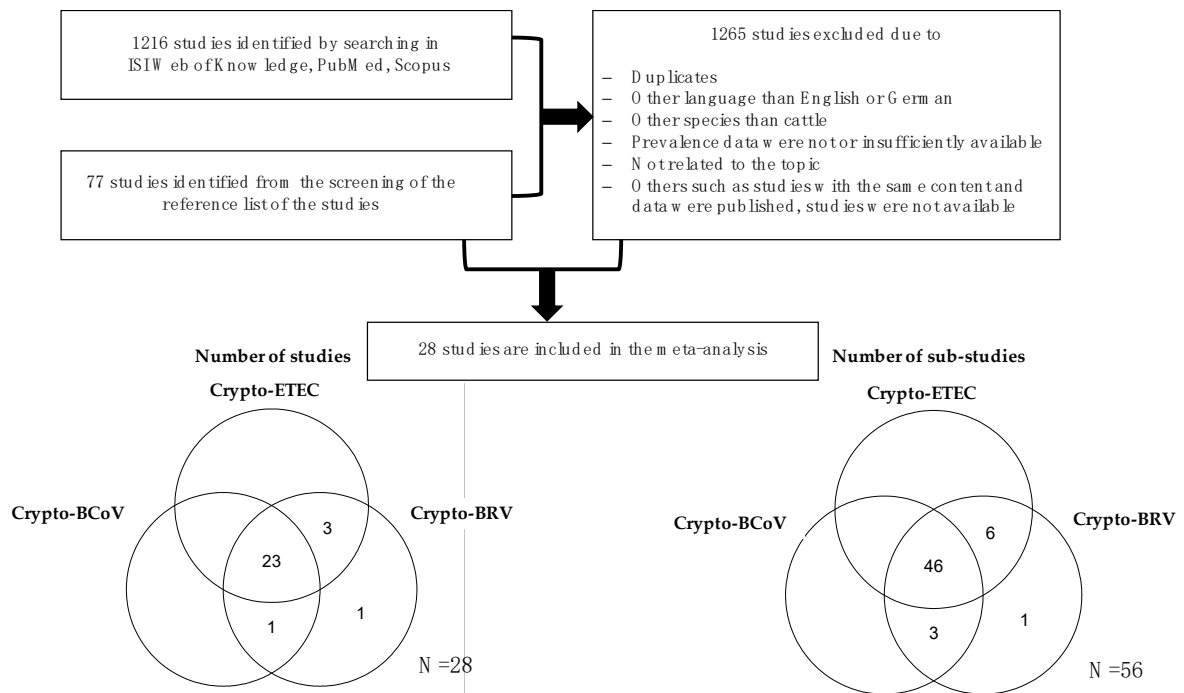 1216 studies identified by searching in
ISI Web of Knowledge, PubMed, Scopus
77 studies identified from the screening of the
reference list of the studies
1265 studies excluded due to
– Duplicates
– Other language than English or German
– Other species than cattle
– Prevalence data were not or insufficiently available
– Not related to the topic
– Others such as studies with the same content and
data were published, studies were not available
28 studies are included in the meta-analysis
Number of studies
Crypto-ETEC
Crypto-BCoV
Crypto-BRV
3
23
1
1
N =28
Number of sub-studies
Crypto-ETEC
Crypto-BCoV
Crypto-BRV
6
46
3
1
N =56